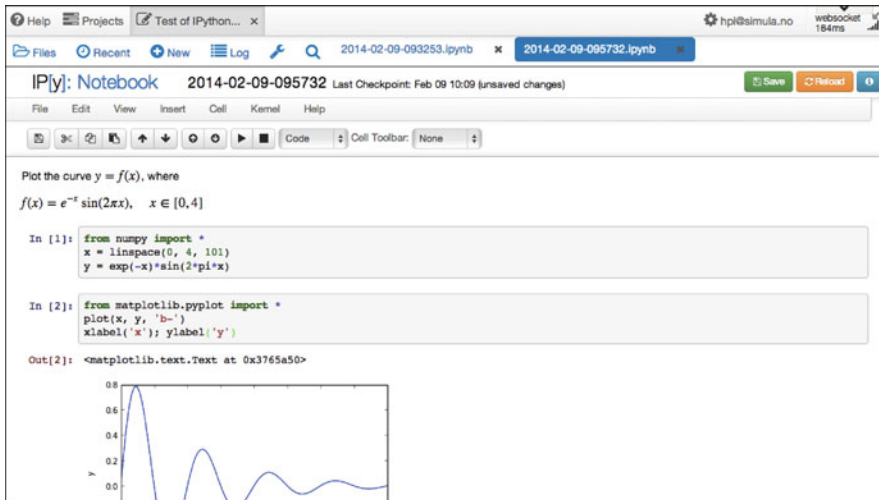 Help Projects Test of IPython... × hpl@simula.no websocket
184ms
Files Recent New Log 2014-02-09-093253.ipynb × 2014-02-09-095732.ipynb ×
IP[y]: Notebook 2014-02-09-095732 Last Checkpoint: Feb 09 10:09 (unsaved changes) Save Reload
File Edit View Insert Cell Kernel Help
Code Cell Toolbar: None
Plot the curve y = f(x), where
f(x) = e^{-x} sin(2πx), x ∈ [0,4]
In [1]: from numpy import *
x = linspace(0, 4, 101)
y = exp(-x)*sin(2*pi*x)
In [2]: from matplotlib.pyplot import *
plot(x, y, 'b-')
xlabel('x'); ylabel('y')
Out[2]: <matplotlib.text.Text at 0x3765a50>
0.8
0.6
0.4
0.2
y
0.0